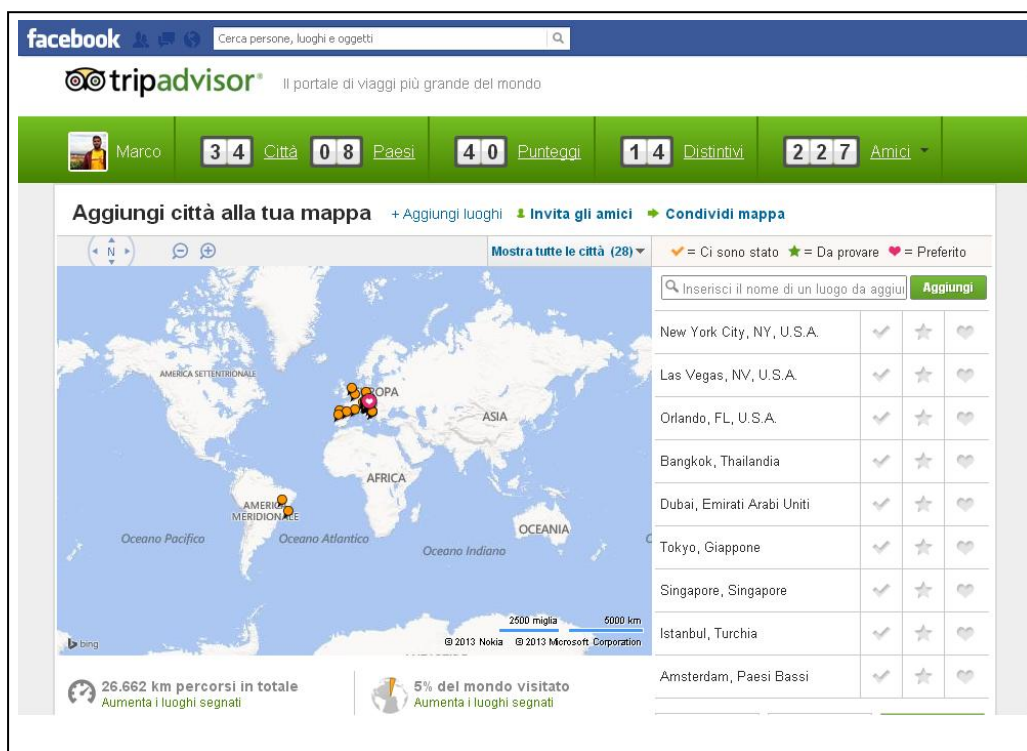 facebook Cerca persone, luoghi e oggetti
tripadvisor® Il portale di viaggi più grande del mondo
Marco 34 Città 08 Paesi 40 Punteggi 14 Distintivi 227 Amici
Aggiungi città alla tua mappa + Aggiungi luoghi Invita gli amici Condividi mappa
N Mostra tutte le città (28) = Ci sono stato = Da provare = Preferito
Inserisci il nome di un luogo da aggiu Aggiungi
New York City, NY, U.S.A.
Las Vegas, NV, U.S.A.
Orlando, FL, U.S.A.
Bangkok, Thailandia
Dubai, Emirati Arabi Uniti
Tokyo, Giappone
Singapore, Singapore
Istanbul, Turchia
Amsterdam, Paesi Bassi
AMERICA SETTENTRIONALE
ROPA
ASIA
AFRICA
AMERI
MERIDIONALE
OCEANIA
Oceano Pacifico
Oceano Atlantico
Oceano Indiano
2500 miglia 5000 km
bing © 2013 Nokia © 2013 Microsoft Corporation
26.662 km percorsi in totale
Aumenta i luoghi segnati
5% del mondo visitato
Aumenta i luoghi segnati